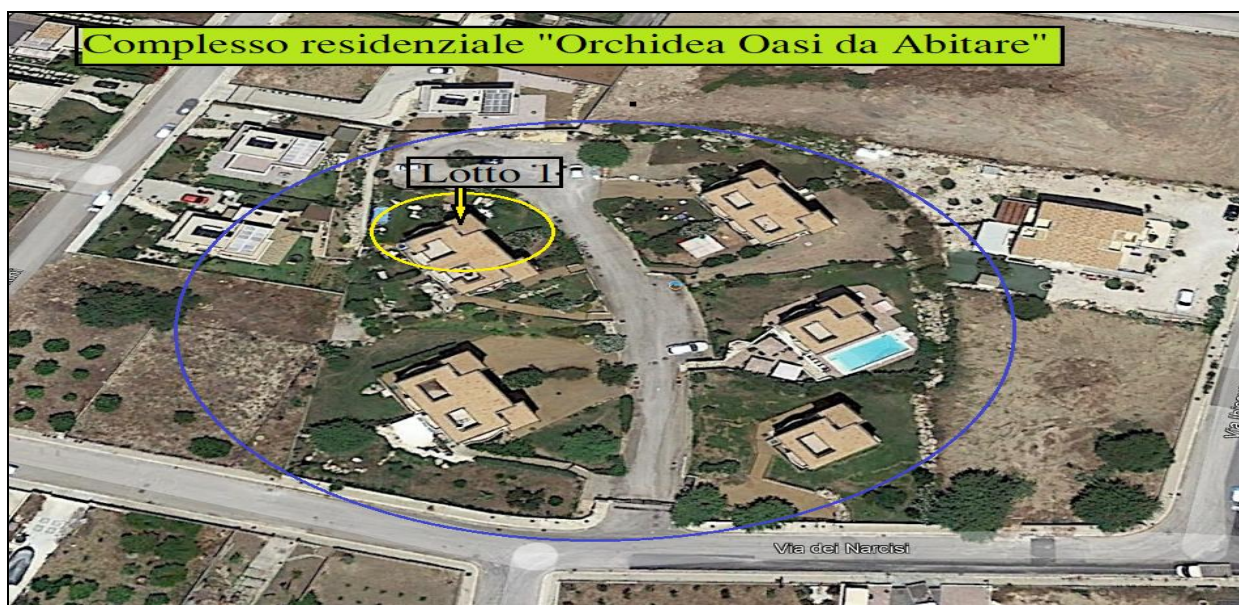 Complesso residenziale "Orchidea Oasi da Abitare"
Lotto 1
Via dei Narcisi